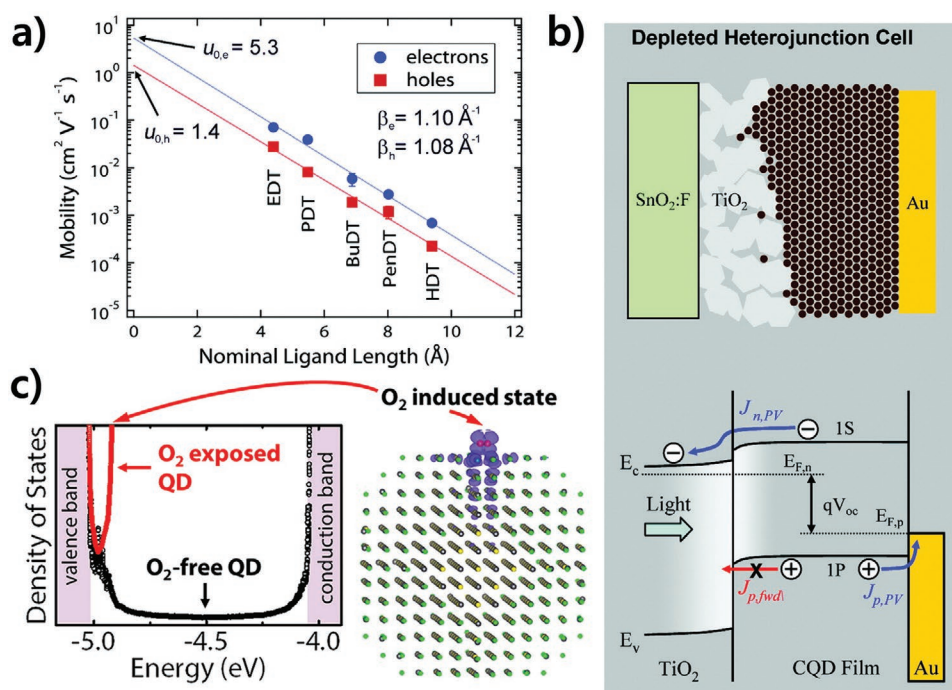 a)
Mobility (cm² V⁻¹ s⁻¹)
10¹
10⁰
10⁻¹
10⁻²
10⁻³
10⁻⁴
10⁻⁵
u₀,ₑ = 5.3
u₀,ₕ = 1.4
electrons
holes
βₑ = 1.10 Å⁻¹
βₕ = 1.08 Å⁻¹
EDT
PDT
BuDT
PenDT
HDT
0 2 4 6 8 10 12
Nominal Ligand Length (Å)
b)
Depleted Heterojunction Cell
SnO₂:F
TiO₂
Au
Jn,PV
1S
Ec
EF,n
Light
qVoc
EF,p
1P
Jp,fwd
Jp,PV
Ev
TiO₂
CQD Film
Au
c)
O₂ induced state
Density of States
valence band
O₂ exposed
QD
O₂-free QD
conduction band
-5.0 -4.5 -4.0
Energy (eV)